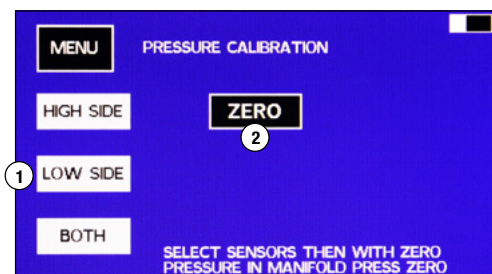 MENU
PRESSURE CALIBRATION
HIGH SIDE
ZERO
2
1
LOW SIDE
BOTH
SELECT SENSORS THEN WITH ZERO
PRESSURE IN MANIFOLD PRESS ZERO